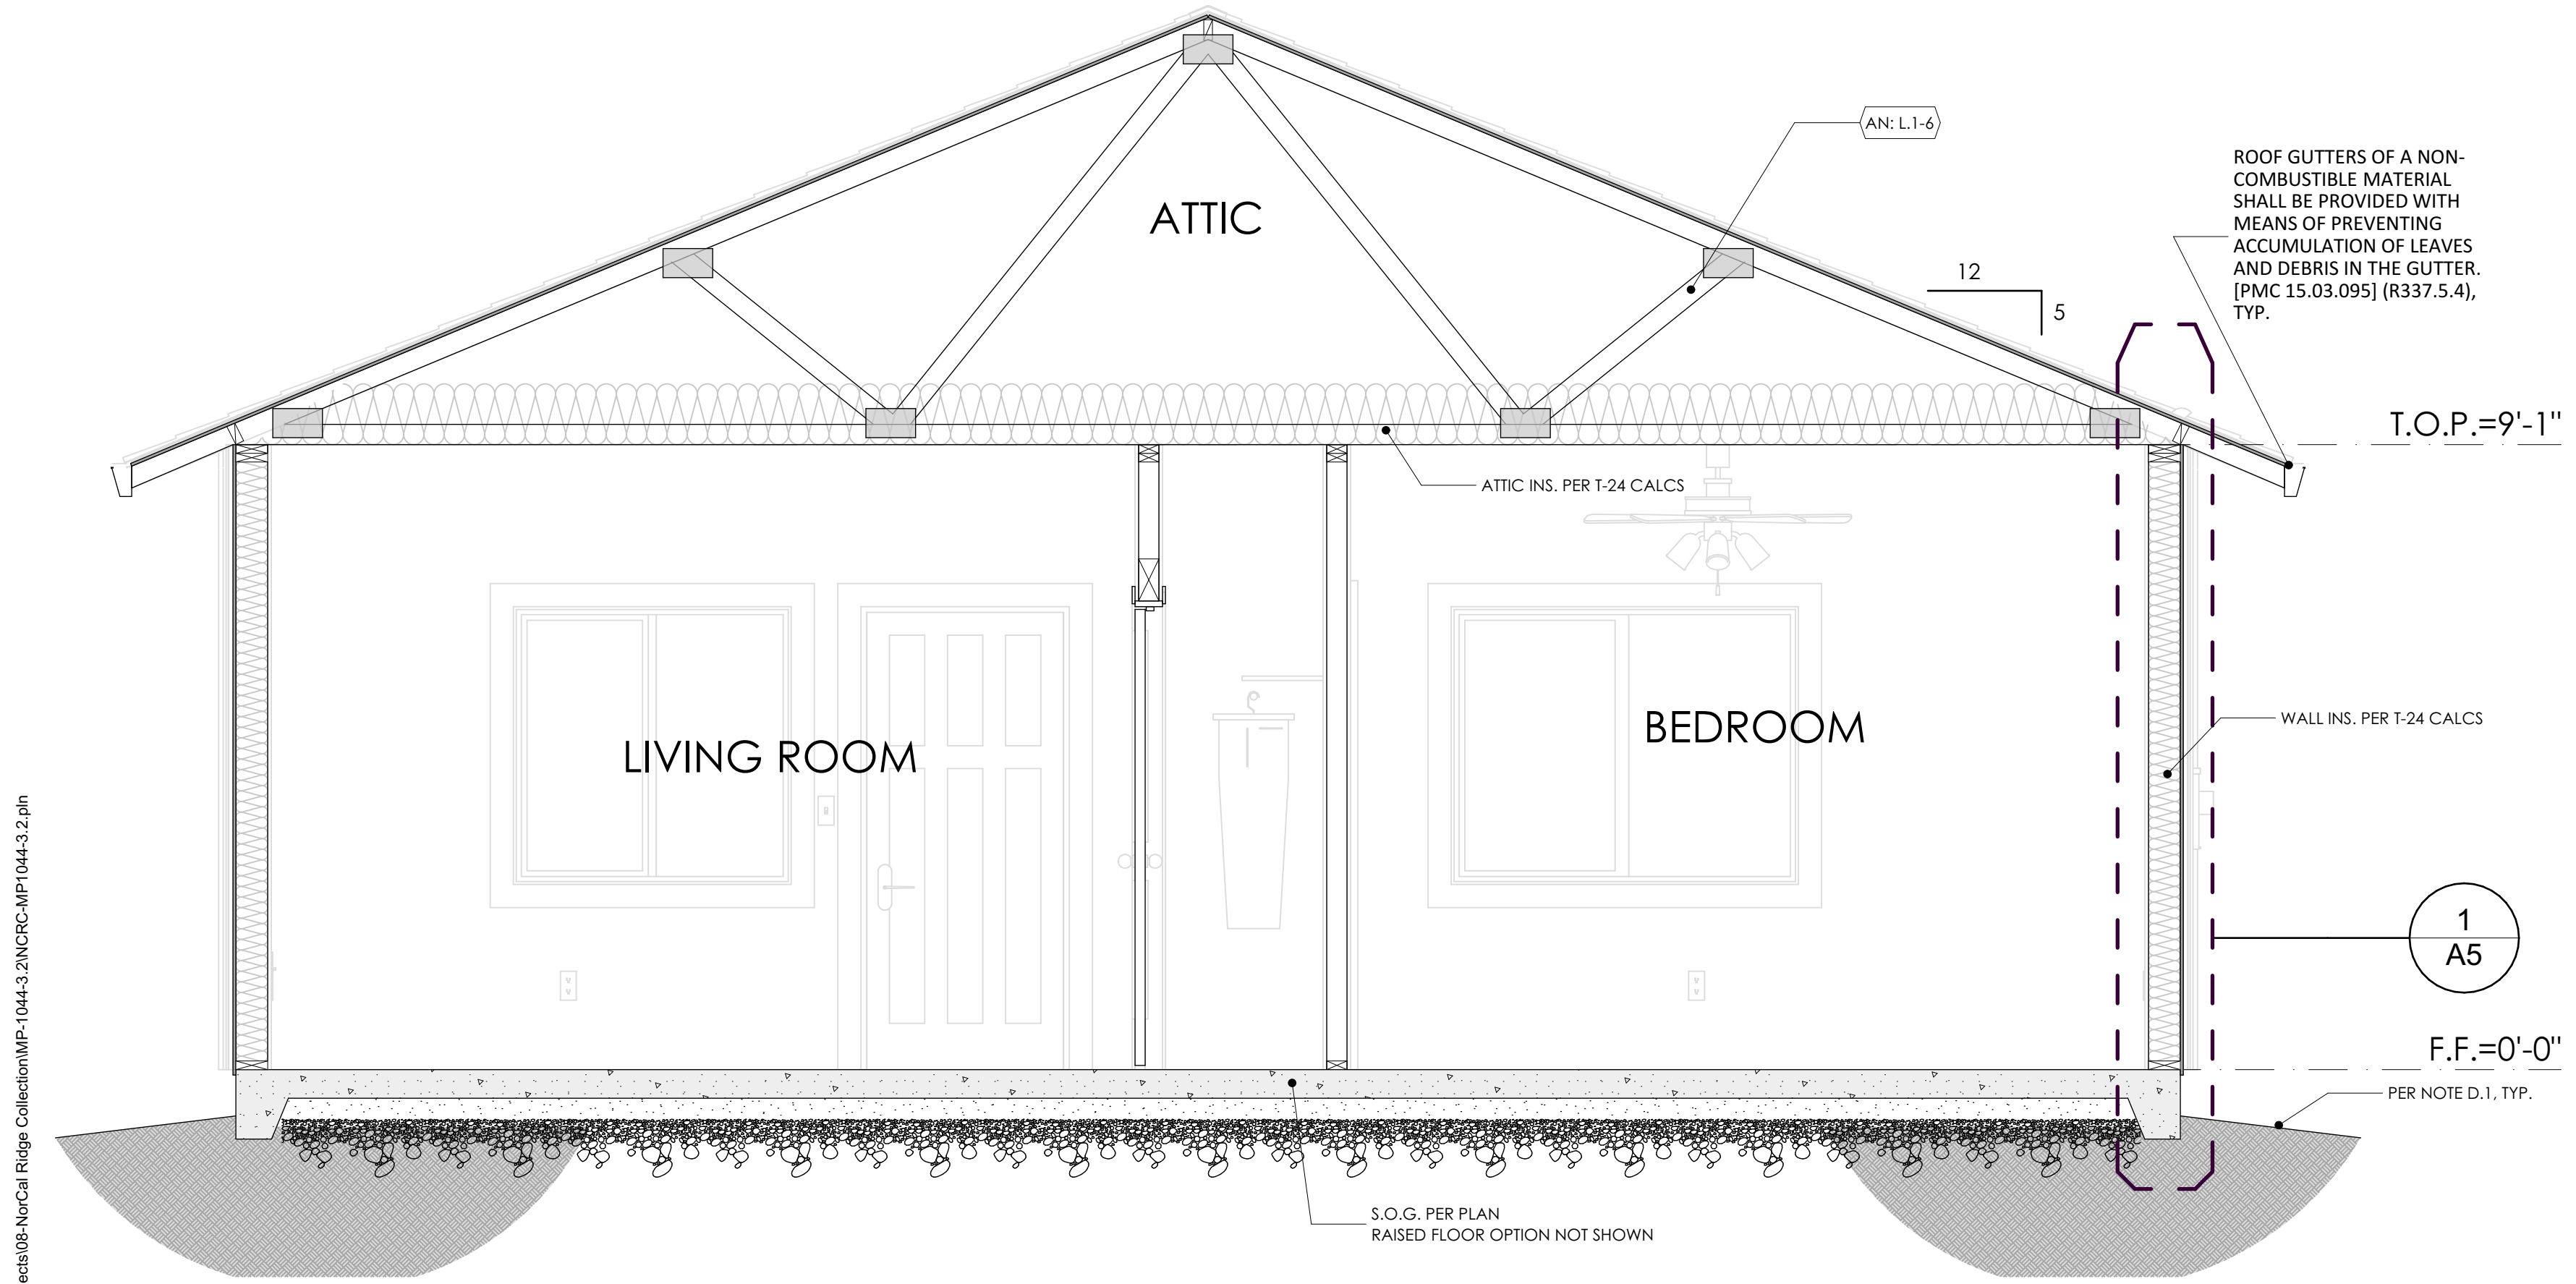 AN: L.1-6
ROOF GUTTERS OF A NON-
COMBUSTIBLE MATERIAL
SHALL BE PROVIDED WITH
MEANS OF PREVENTING
ACCUMULATION OF LEAVES
AND DEBRIS IN THE GUTTER.
[PMC 15.03.095] (R337.5.4),
TYP.
ATTIC
12
5
T.O.P.=9'-1"
ATTIC INS. PER T-24 CALCS
LIVING ROOM
BEDROOM
WALL INS. PER T-24 CALCS
1
A5
F.F.=0'-0"
PER NOTE D.1, TYP.
S.O.G. PER PLAN
RAISED FLOOR OPTION NOT SHOWN
ects\08-NorCal Ridge Collection\MP-1044-3.2\NCRC-MP1044-3.2.pln